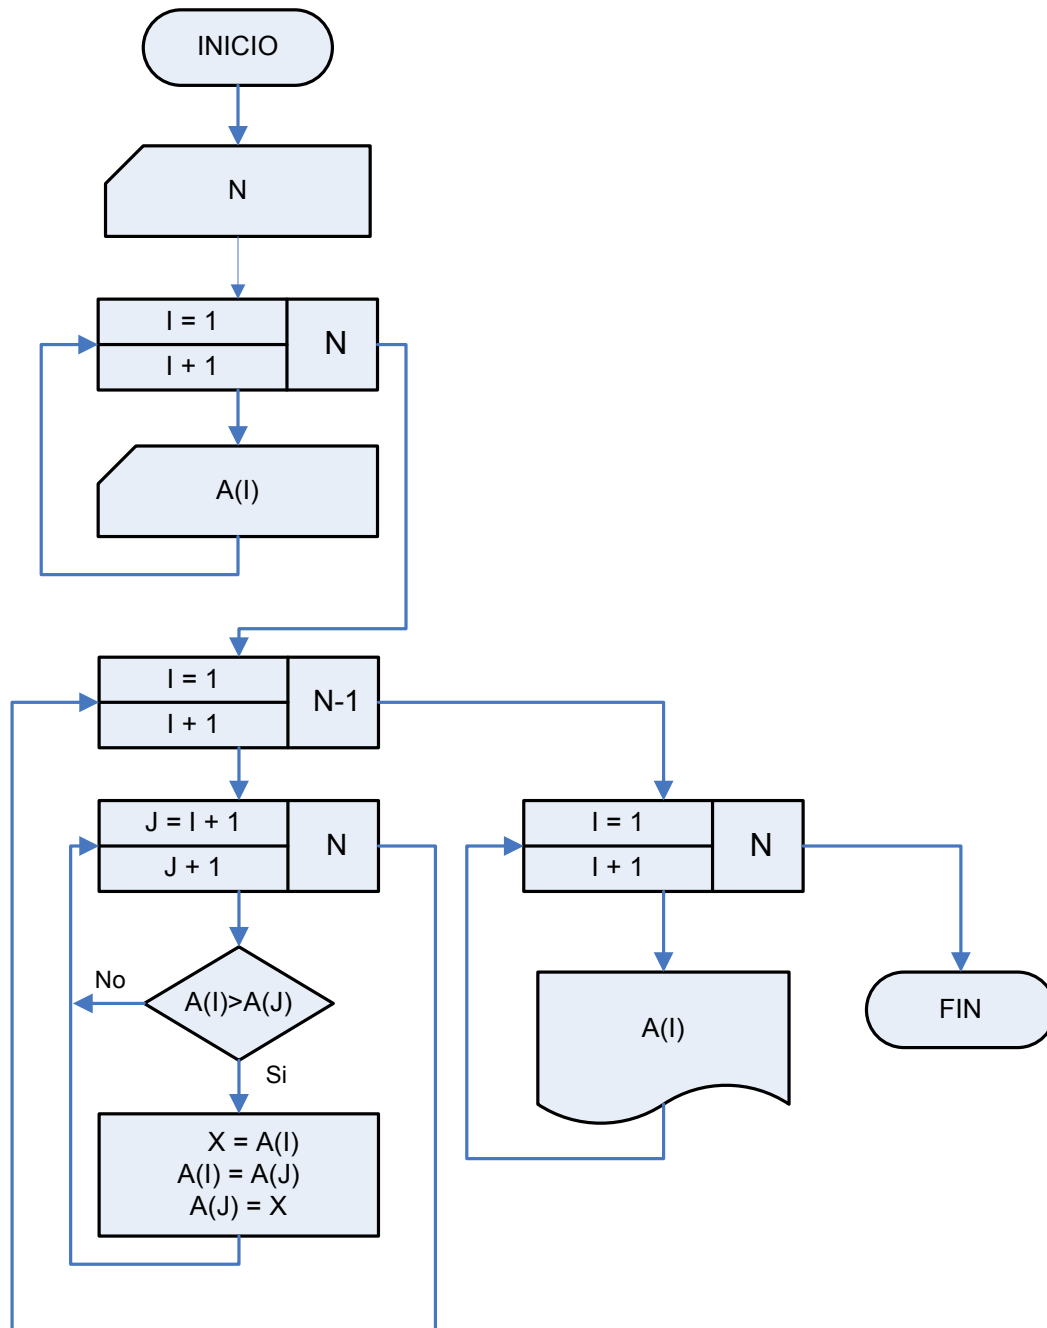 INICIO
N
I = 1
I + 1
N
A(I)
I = 1
I + 1
N-1
J = I + 1
J + 1
N
A(I)>A(J)
No
Si
X = A(I)
A(I) = A(J)
A(J) = X
I = 1
I + 1
N
A(I)
FIN